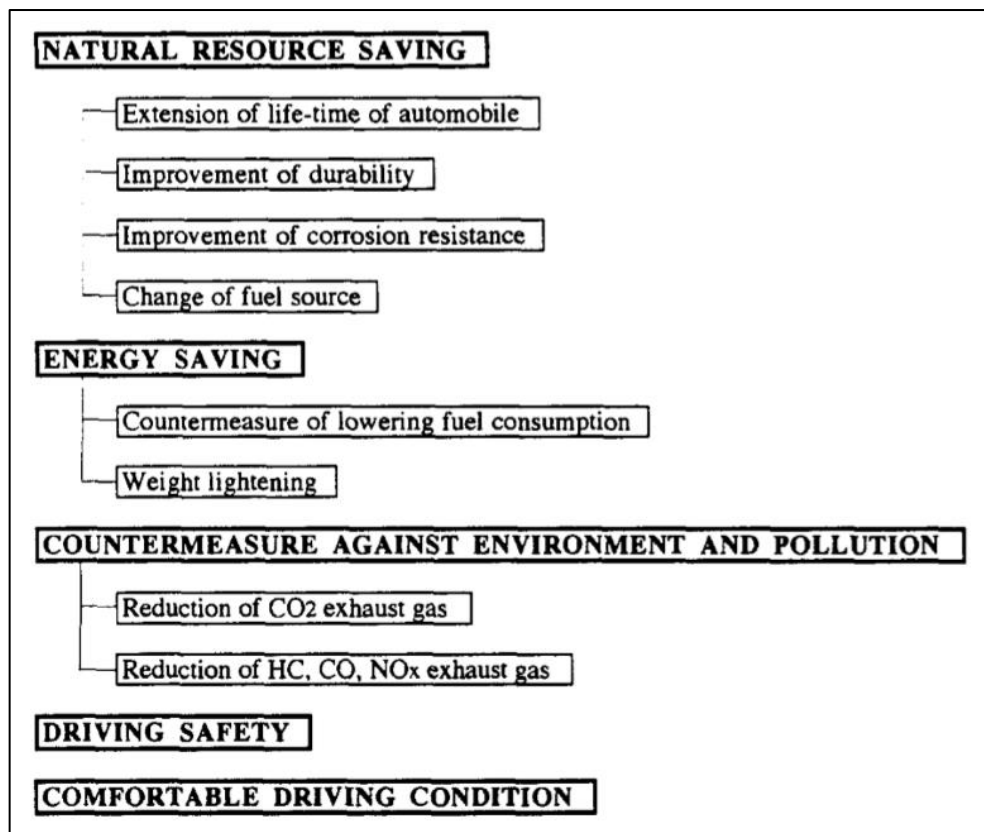 NATURAL RESOURCE SAVING
Extension of life-time of automobile
Improvement of durability
Improvement of corrosion resistance
Change of fuel source
ENERGY SAVING
Countermeasure of lowering fuel consumption
Weight lightening
COUNTERMEASURE AGAINST ENVIRONMENT AND POLLUTION
Reduction of CO2 exhaust gas
Reduction of HC, CO, NOx exhaust gas
DRIVING SAFETY
COMFORTABLE DRIVING CONDITION